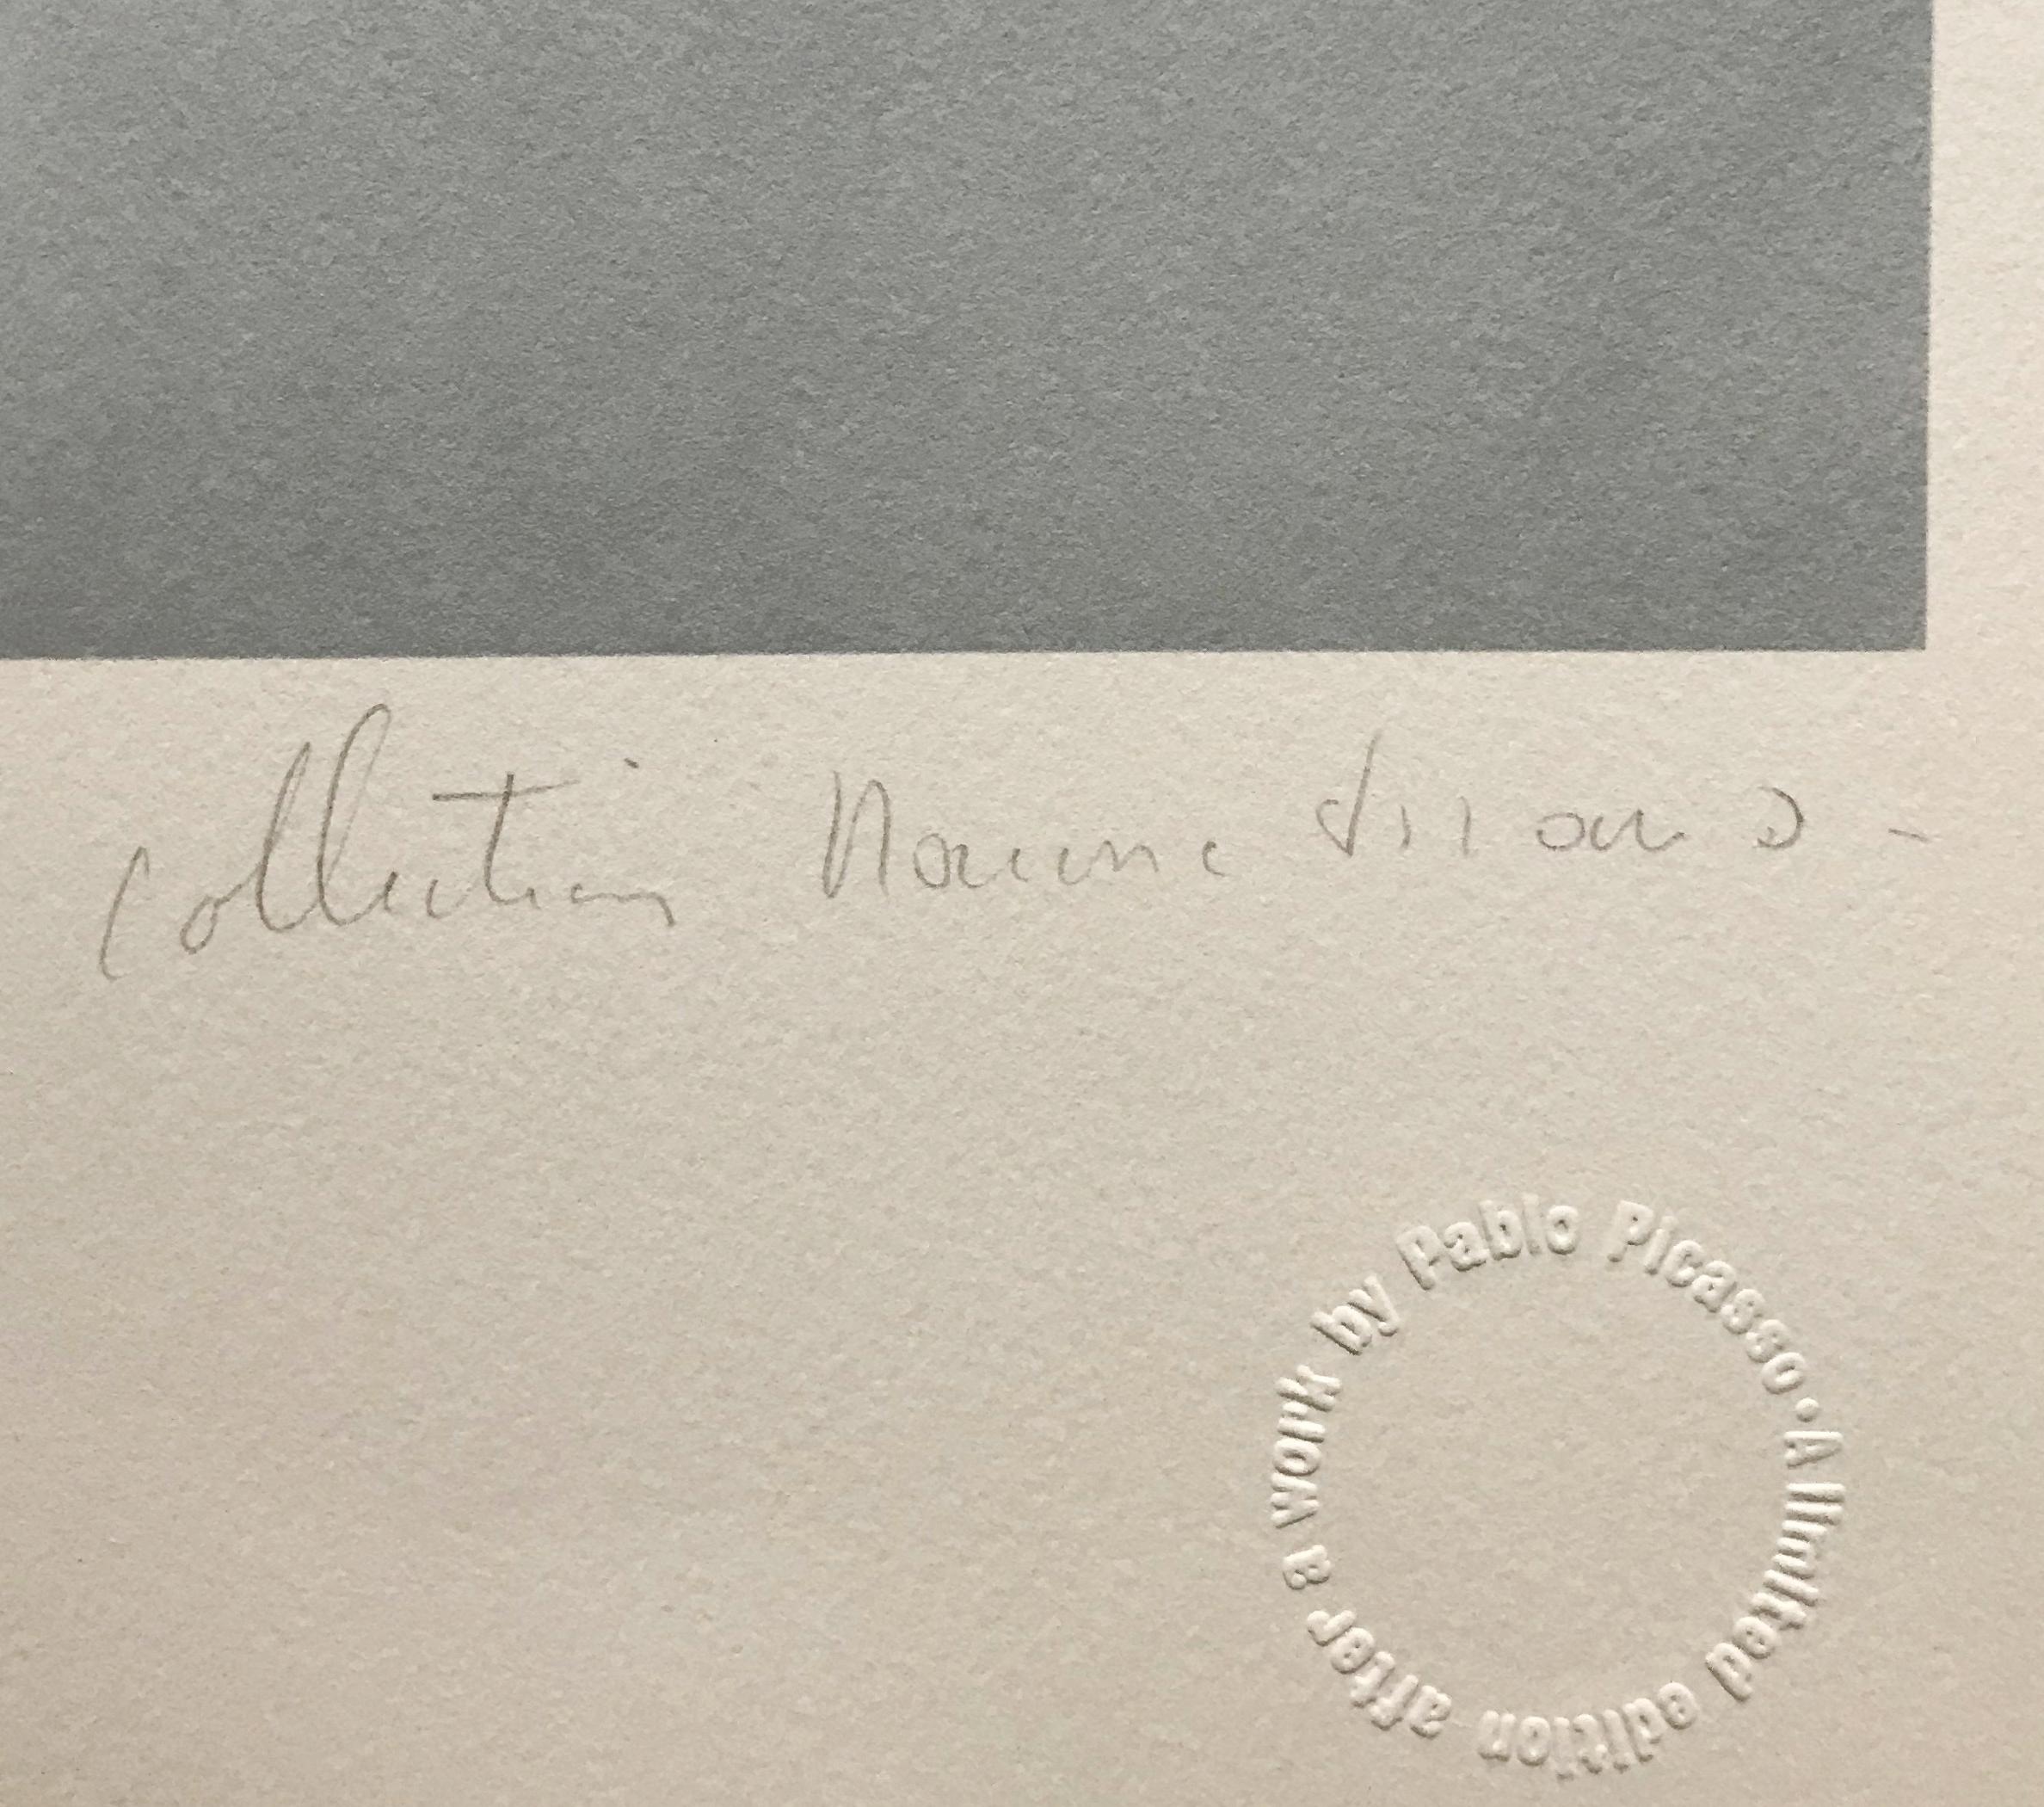 Collection Marina Picasso
A limited edition after a work by Pablo Picasso •